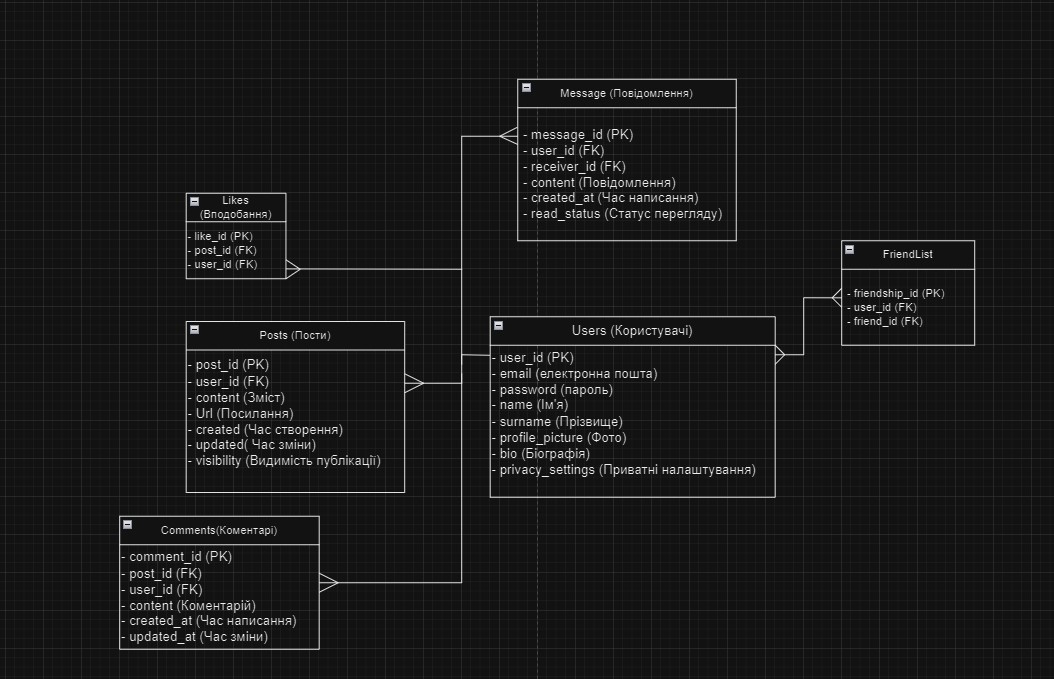 Message (Повідомлення)
- message_id (PK)
- user_id (FK)
- receiver_id (FK)
- content (Повідомлення)
- created_at (Час написання)
- read_status (Статус перегляду)
Likes
(Вподобання)
- like_id (PK)
- post_id (FK)
- user_id (FK)
FriendList
- friendship_id (PK)
- user_id (FK)
- friend_id (FK)
Posts (Пости)
- post_id (PK)
- user_id (FK)
- content (Зміст)
- Url (Посилання)
- created (Час створення)
- updated( Час зміни)
- visibility (Видимість публікації)
Users (Користувачі)
- user_id (PK)
- email (електронна пошта)
- password (пароль)
- name (Ім'я)
- surname (Прізвище)
- profile_picture (Фото)
- bio (Біографія)
- privacy_settings (Приватні налаштування)
Comments(Коментарі)
- comment_id (PK)
- post_id (FK)
- user_id (FK)
- content (Коментарій)
- created_at (Час написання)
- updated_at (Час зміни)